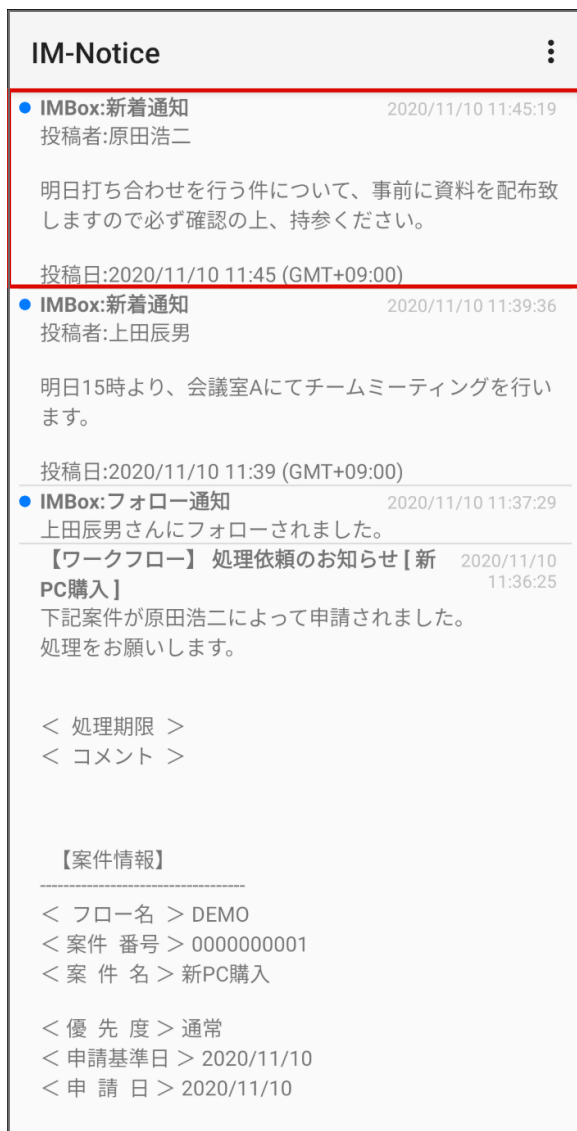 IM-Notice
IMBox:新着通知 2020/11/10 11:45:19
投稿者:原田浩二
明日打ち合わせを行う件について、事前に資料を配布致
しますので必ず確認の上、持参ください。
投稿日:2020/11/10 11:45 (GMT+09:00)
IMBox:新着通知 2020/11/10 11:39:36
投稿者:上田辰男
明日15時より、会議室Aにてチームミーティングを行い
ます。
投稿日:2020/11/10 11:39 (GMT+09:00)
IMBox:フォロー通知 2020/11/10 11:37:29
上田辰男さんにフォローされました。
【ワークフロー】 処理依頼のお知らせ [ 新 2020/11/10
PC購入 ] 11:36:25
下記案件が原田浩二によって申請されました。
処理をお願いします。
＜ 処理期限 ＞
＜ コメント ＞
【案件情報】
-----------------------------------
＜ フロー名 ＞ DEMO
＜ 案件 番号 ＞ 0000000001
＜ 案 件 名 ＞ 新PC購入
＜ 優 先 度 ＞ 通常
＜ 申請基準日 ＞ 2020/11/10
＜ 申 請 日 ＞ 2020/11/10